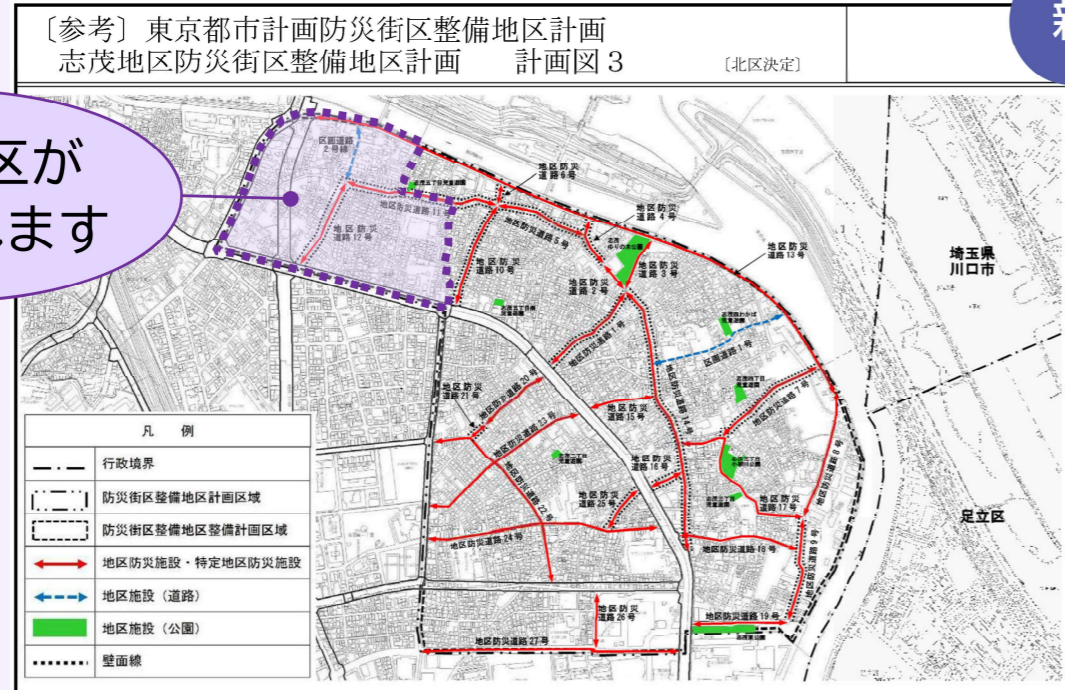 〔参考〕東京都市計画防災街区整備地区計画
志茂地区防災街区整備地区計画　計画図３
〔北区決定〕
区が
ます
区画道路
2号線
志茂五丁目児童遊園
地区防災道路11号
地区防災
道路12号
地区防災
道路6号
地区防災
道路4号
地区防災道路5号
地区防災
道路10号
志茂
ゆりの木公園
地区防災
道路3号
地区防災
道路2号
地区防災
道路13号
埼玉県
川口市
地区防災道路1号
区画道路1号
地区防災
道路21号
地区防災道路20号
地区防災道路23号
地区防災
道路15号
地区防災道路14号
地区防災道路7号
地区防災道路8号
地区防災
道路16号
地区防災
道路25号
地区防災道路22号
地区防災
道路17号
足立区
地区防災道路24号
地区防災道路18号
地区防災道路9号
地区防災
道路26号
地区防災道路19号
地区防災道路27号
凡　例
行政境界
防災街区整備地区計画区域
防災街区整備地区整備計画区域
地区防災施設・特定地区防災施設
地区施設（道路）
地区施設（公園）
壁面線